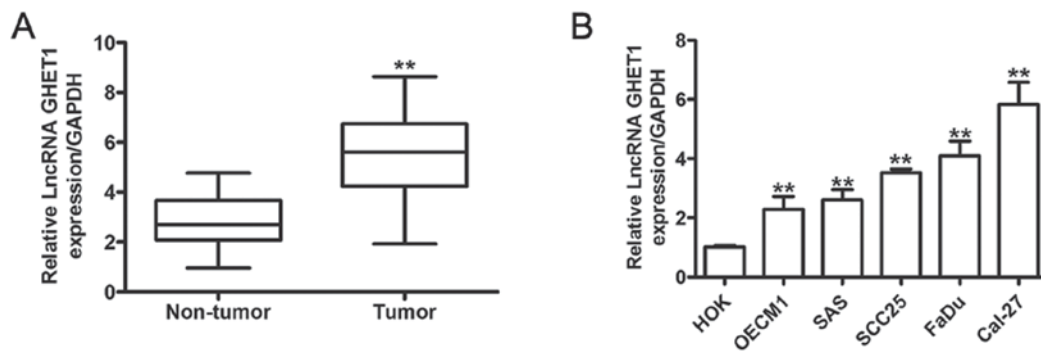 A
Relative LncRNA GHET1
expression/GAPDH
10
8
6
4
2
0
**
Non-tumor
Tumor
B
Relative LncRNA GHET1
expression/GAPDH
8
6
4
2
0
**
**
**
**
**
HOK
OECM1
SAS
SCC25
FaDu
Cal-27